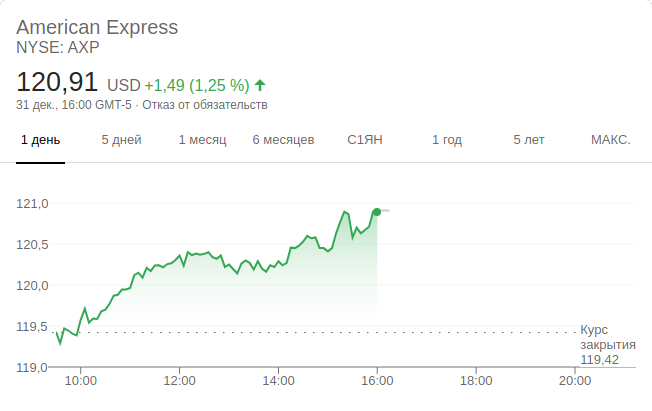 American Express
NYSE: AXP
120,91 USD +1,49 (1,25 %)
31 дек., 16:00 GMT-5 · Отказ от обязательств
1 день 5 дней 1 месяц 6 месяцев С1ЯН 1 год 5 лет МАКС.
121,0
120,5
120,0
119,5
119,0
Курс
закрытия
119,42
10:00 12:00 14:00 16:00 18:00 20:00